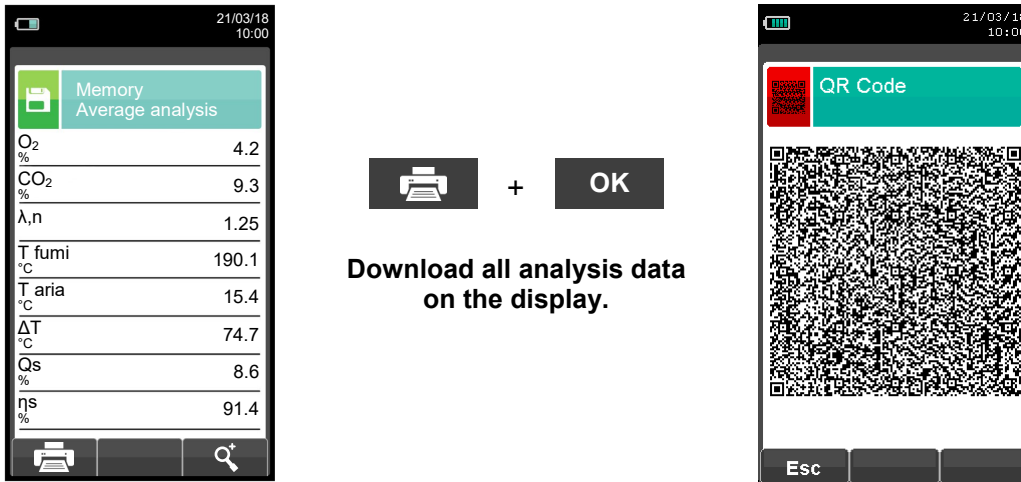 21/03/18
10:00
Memory
Average analysis
O₂
%
4.2
CO₂
%
9.3
λ,n
1.25
T fumi
°C
190.1
T aria
°C
15.4
ΔT
°C
74.7
Qs
%
8.6
ηs
%
91.4
+
OK
Download all analysis data
on the display.
21/03/18
10:00
QR Code
Esc